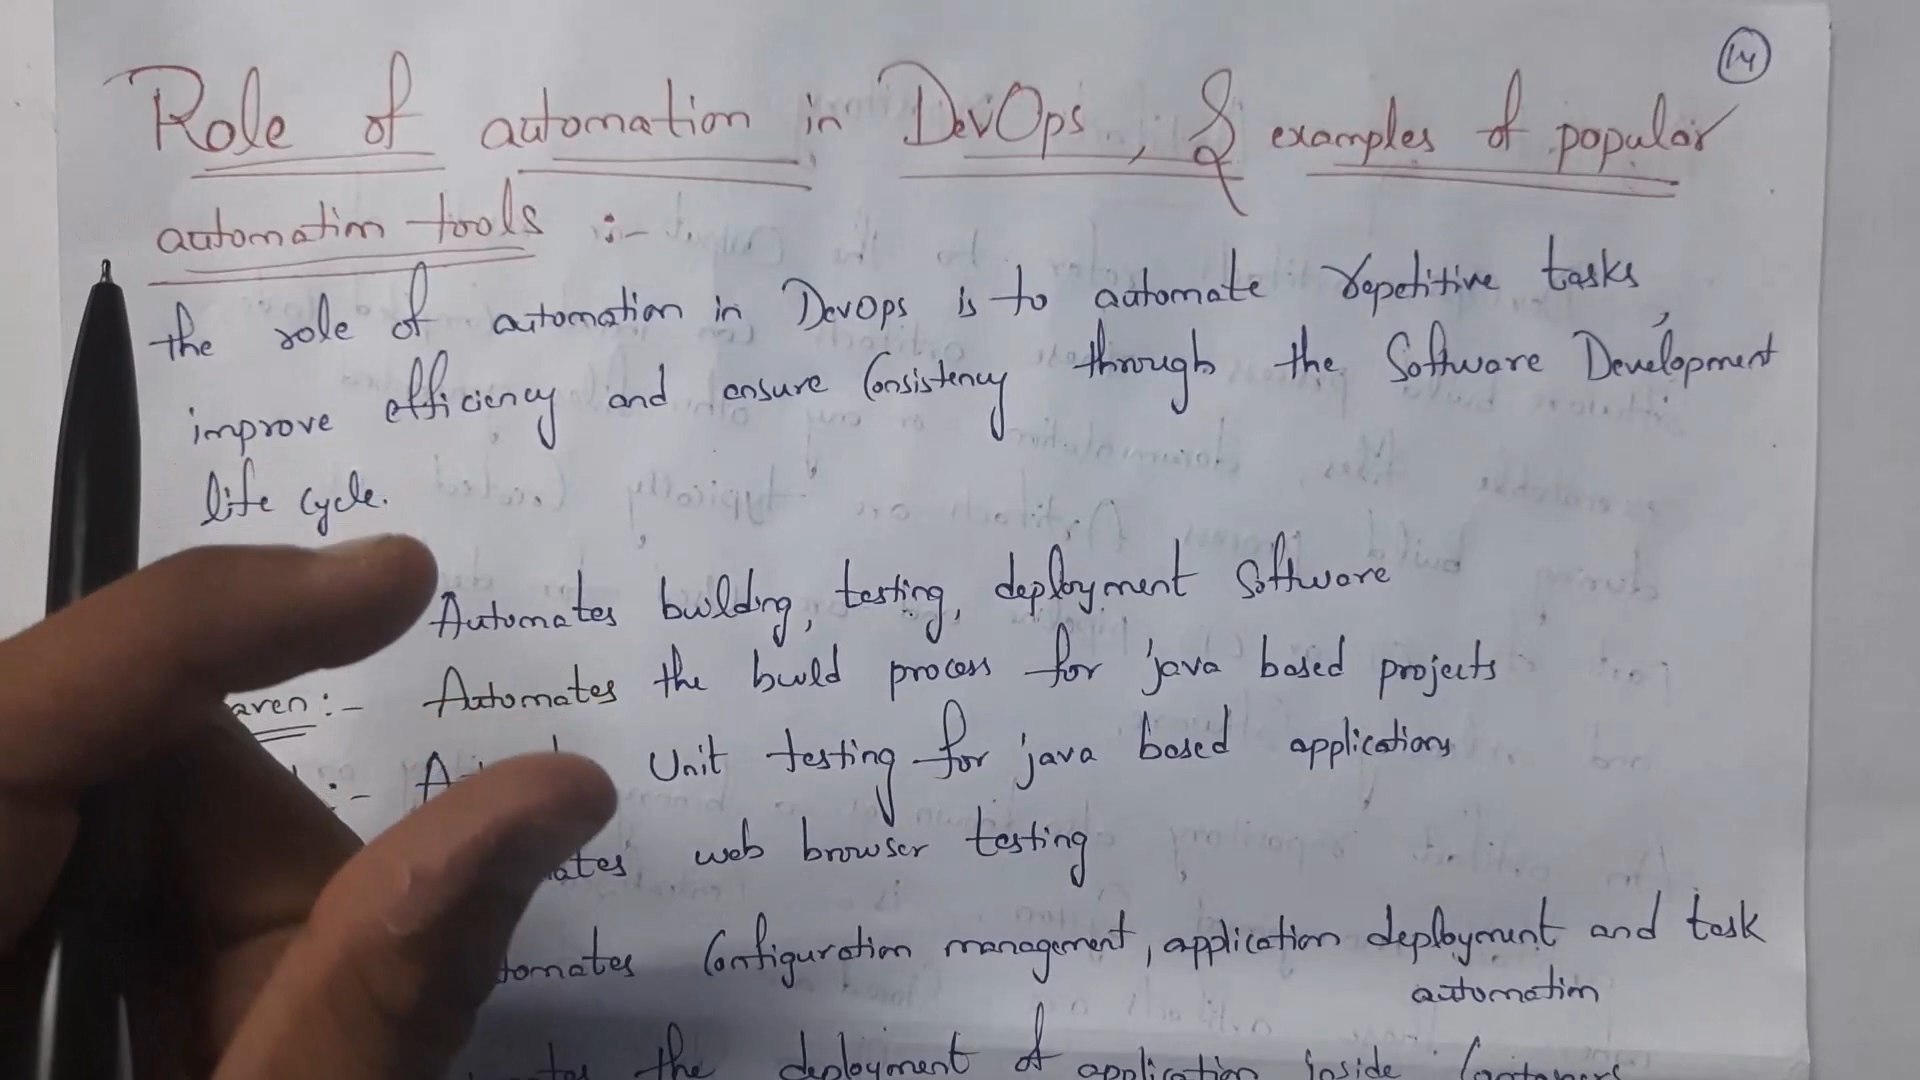 14
Role of automation in DevOps, & examples of popular
automation tools :-
the role of automation in DevOps is to automate repetitive tasks,
improve efficiency and ensure Consistency through the Software Development
life cycle.
Automates building, testing, deployment Software
aven :- Automates the build process for java based projects
:- Unit testing for java based applications
ates web browser testing
tomates Configuration management, application deployment and task
automation
the deployment of application inside Containers